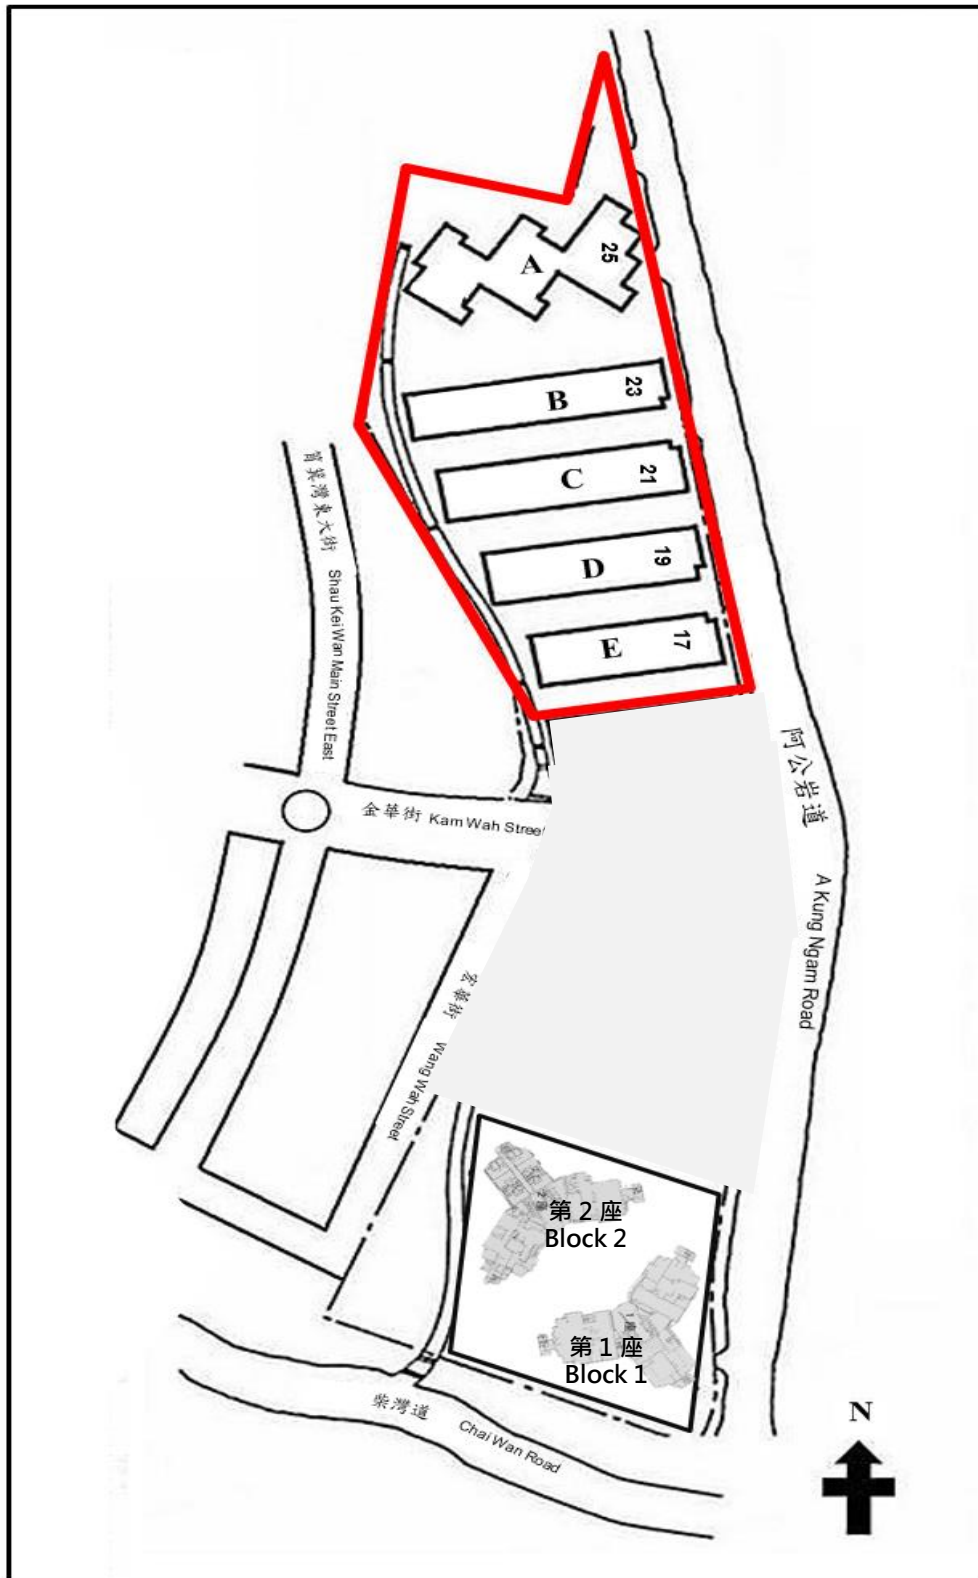 25
A
23
B
21
C
19
D
17
E
筲箕灣東大街 Shau Kei Wan Main Street East
阿公岩道 A Kung Ngam Road
金華街 Kam Wah Street
宏華街 Wang Wah Street
第 2 座
Block 2
第 1 座
Block 1
柴灣道 Chai Wan Road
N